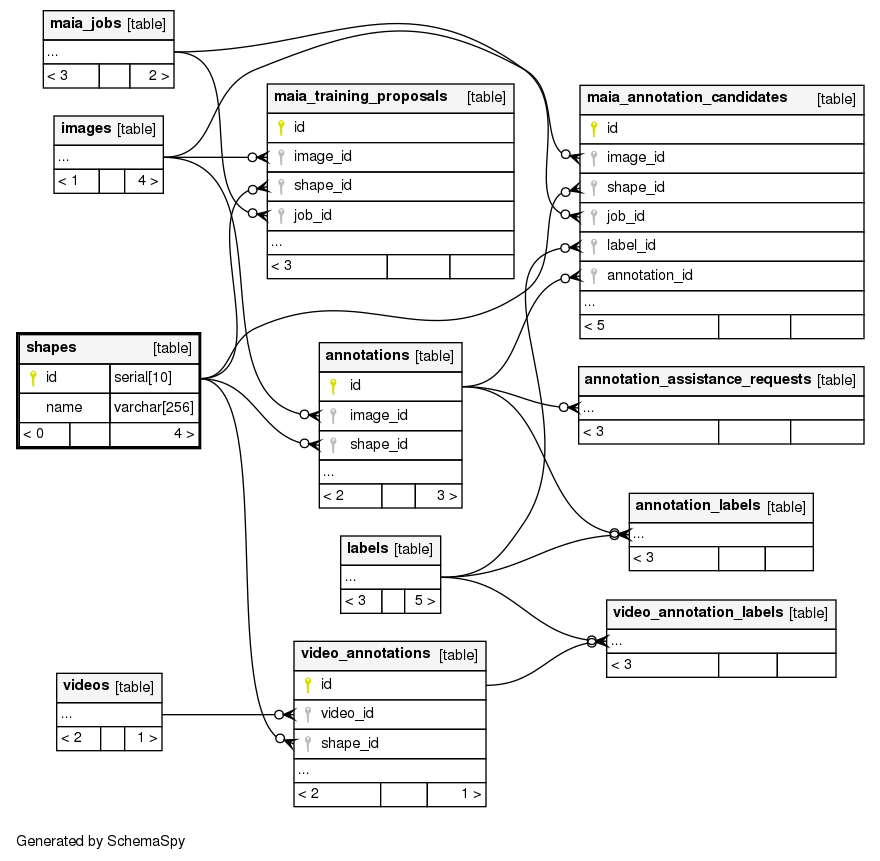 maia_jobs [table]
...
< 3 2 >
images [table]
...
< 1 4 >
maia_training_proposals [table]
id
image_id
shape_id
job_id
...
< 3
maia_annotation_candidates [table]
id
image_id
shape_id
job_id
label_id
annotation_id
...
< 5
shapes [table]
id serial[10]
name varchar[256]
< 0 4 >
annotations [table]
id
image_id
shape_id
...
< 2 3 >
annotation_assistance_requests [table]
...
< 3
annotation_labels [table]
...
< 3
labels [table]
...
< 3 5 >
video_annotation_labels [table]
...
< 3
video_annotations [table]
id
video_id
shape_id
...
< 2 1 >
videos [table]
...
< 2 1 >
Generated by SchemaSpy